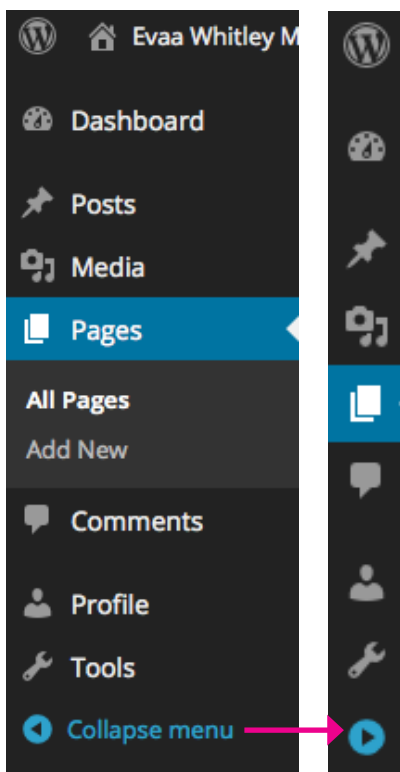 Evaa Whitley M
Dashboard
Posts
Media
Pages
All Pages
Add New
Comments
Profile
Tools
Collapse menu